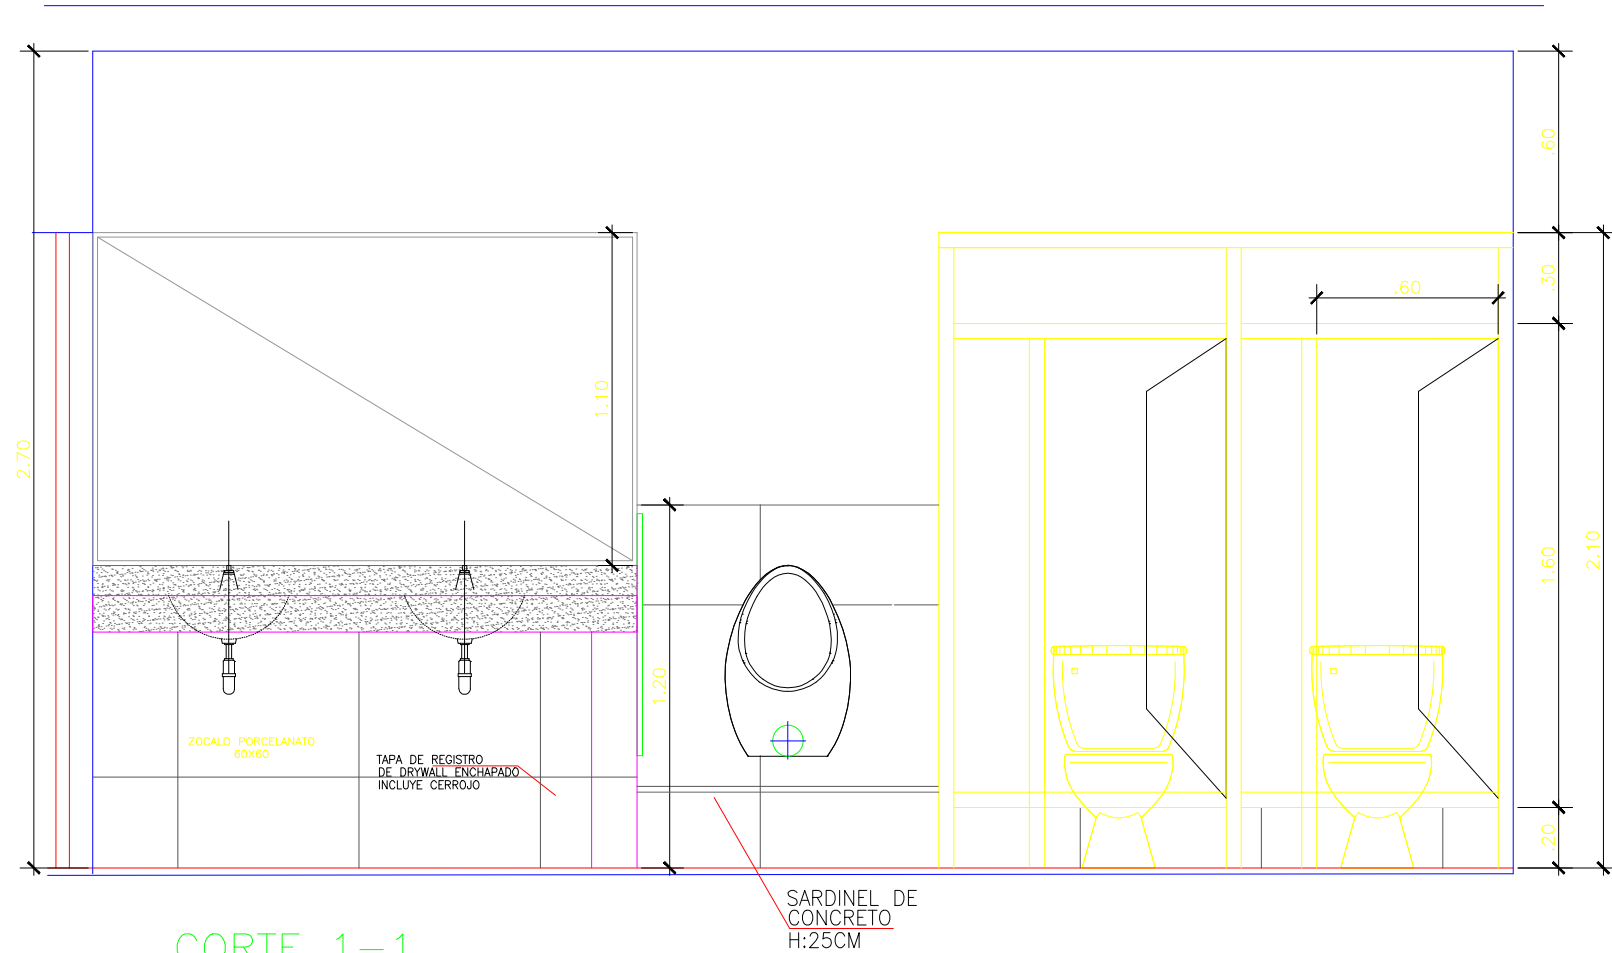 .60
.30
.60
1.10
2.70
1.60
2.10
1.20
ZOCALO PORCELANATO
60X60
TAPA DE REGISTRO
DE DRYWALL ENCHAPADO
INCLUYE CERROJO
.20
SARDINEL DE
CONCRETO
H:25CM
CORTE 1-1